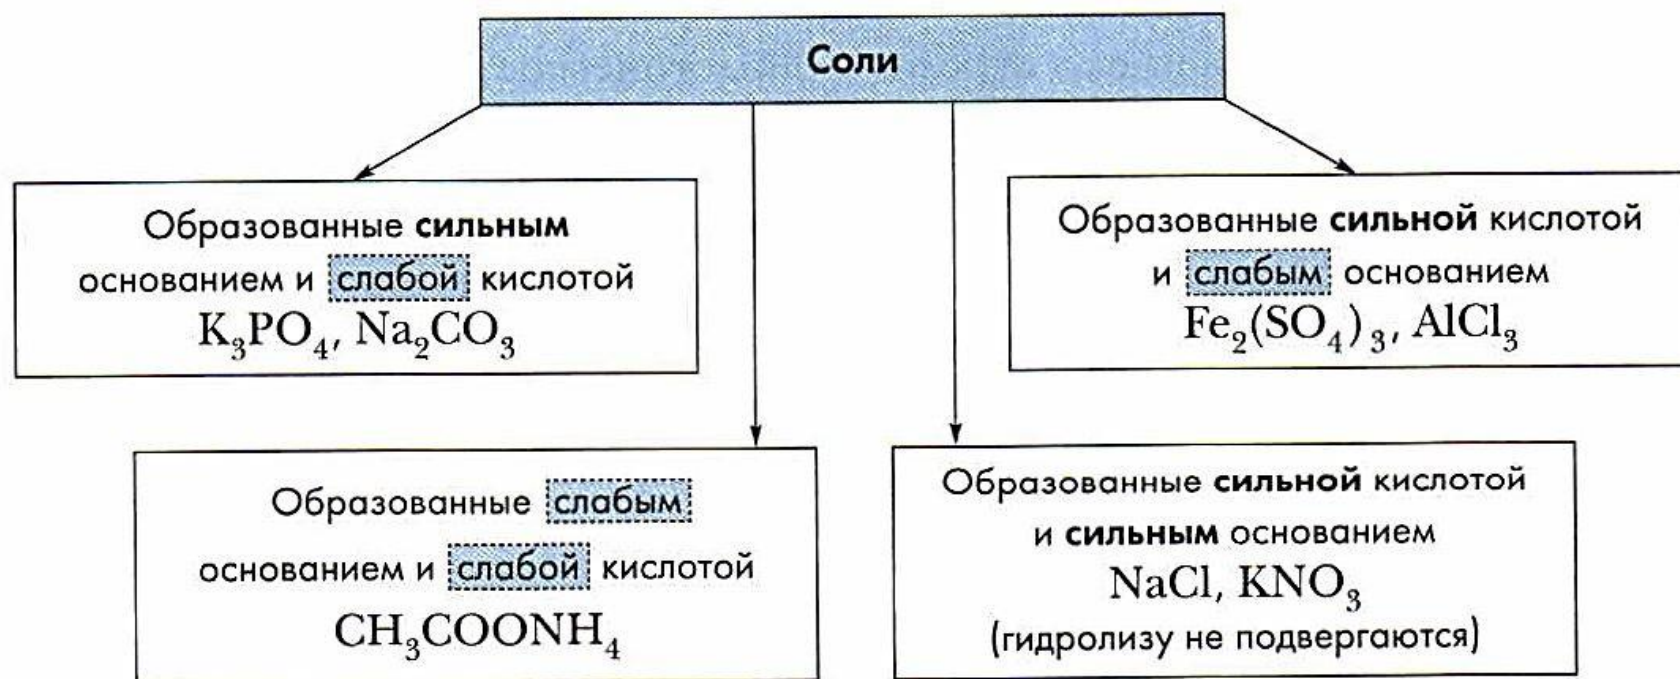 Соли
Образованные сильным
основанием и слабой кислотой
K₃PO₄, Na₂CO₃
Образованные сильной кислотой
и слабым основанием
Fe₂(SO₄)₃, AlCl₃
Образованные слабым
основанием и слабой кислотой
CH₃COONH₄
Образованные сильной кислотой
и сильным основанием
NaCl, KNO₃
(гидролизу не подвергаются)